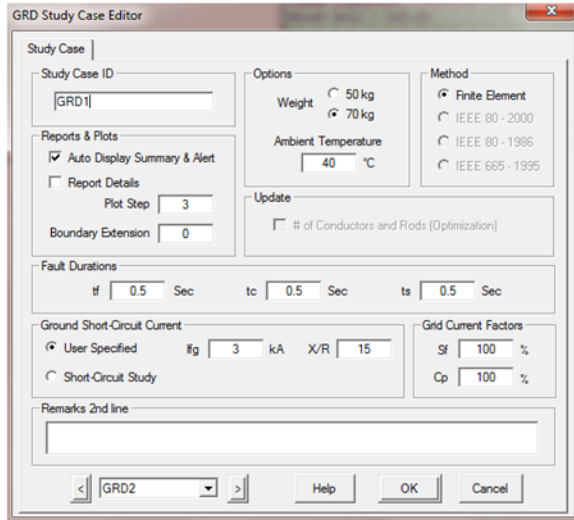 GRD Study Case Editor
Study Case
Study Case ID
GRD1
Options
Weight 50 kg
70 kg
Ambient Temperature
40 °C
Method
Finite Element
IEEE 80 - 2000
IEEE 80 - 1986
IEEE 665 - 1995
Reports & Plots
Auto Display Summary & Alert
Report Details
Plot Step 3
Boundary Extension 0
Update
# of Conductors and Rods (Optimization)
Fault Durations
tf 0.5 Sec tc 0.5 Sec ts 0.5 Sec
Ground Short-Circuit Current
User Specified Ifg 3 kA X/R 15
Short-Circuit Study
Grid Current Factors
Sf 100 %
Cp 100 %
Remarks 2nd line
< GRD2 > Help OK Cancel